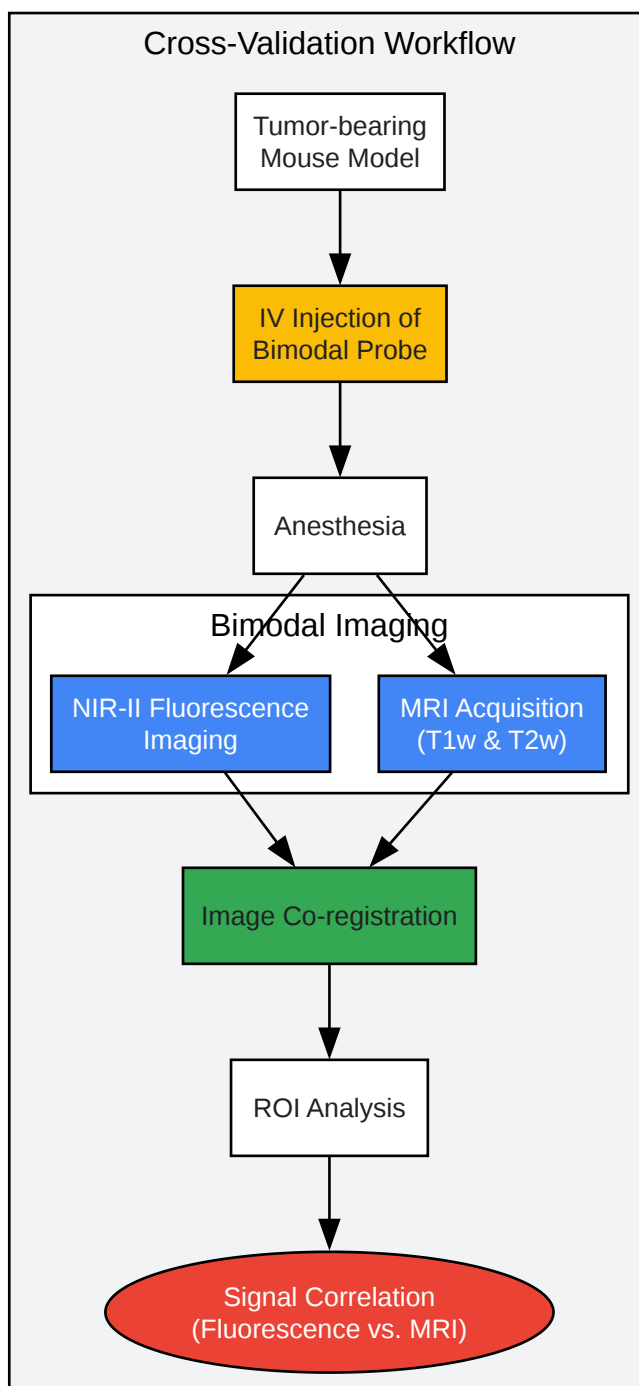 Cross-Validation Workflow
Tumor-bearing
Mouse Model
IV Injection of
Bimodal Probe
Anesthesia
Bimodal Imaging
NIR-II Fluorescence
Imaging
MRI Acquisition
(T1w & T2w)
Image Co-registration
ROI Analysis
Signal Correlation
(Fluorescence vs. MRI)